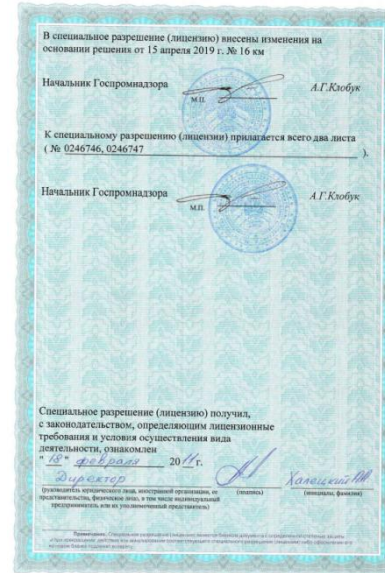 В специальное разрешение (лицензию) внесены изменения на
основании решения от 15 апреля 2019 г. № 16 км
Начальник Госпромнадзора А.Г.Клобук
М.П.
К специальному разрешению (лицензии) прилагается всего два листа
( № 0246746, 0246747 ).
Начальник Госпромнадзора А.Г.Клобук
М.П.
Специальное разрешение (лицензию) получил,
с законодательством, определяющим лицензионные
требования и условия осуществления вида
деятельности, ознакомлен
" 18 " февраля 2011 г.
Директор Халецкий
(руководитель юридического лица, иностранной организации, ее (подпись) (инициалы, фамилия)
представительства, физическое лицо, в том числе индивидуальный
предприниматель, или их уполномоченный представитель)